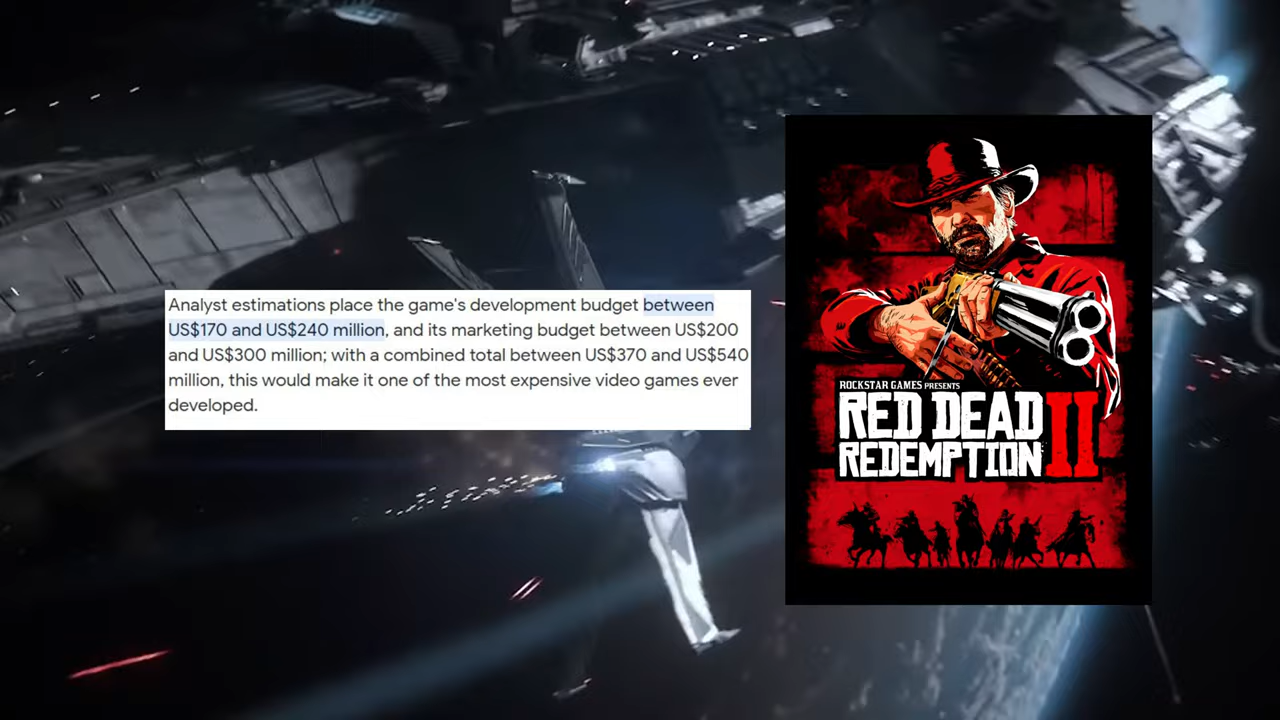 Analyst estimations place the game's development budget between
US$170 and US$240 million, and its marketing budget between US$200
and US$300 million; with a combined total between US$370 and US$540
million, this would make it one of the most expensive video games ever
developed.
ROCKSTAR GAMES PRESENTS
RED DEAD
REDEMPTION II